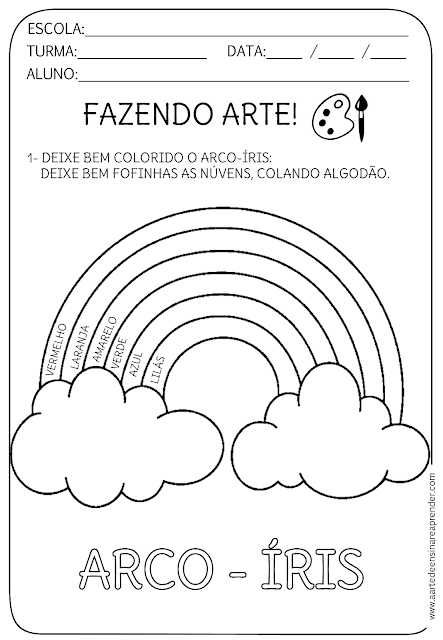 ESCOLA:
TURMA: DATA: / /
ALUNO:
FAZENDO ARTE!
1- DEIXE BEM COLORIDO O ARCO-ÍRIS:
DEIXE BEM FOFINHAS AS NÚVENS, COLANDO ALGODÃO.
VERMELHO
LARANJA
AMARELO
VERDE
AZUL
LILÁS
ARCO - ÍRIS
www.aartedeensinareaprender.com